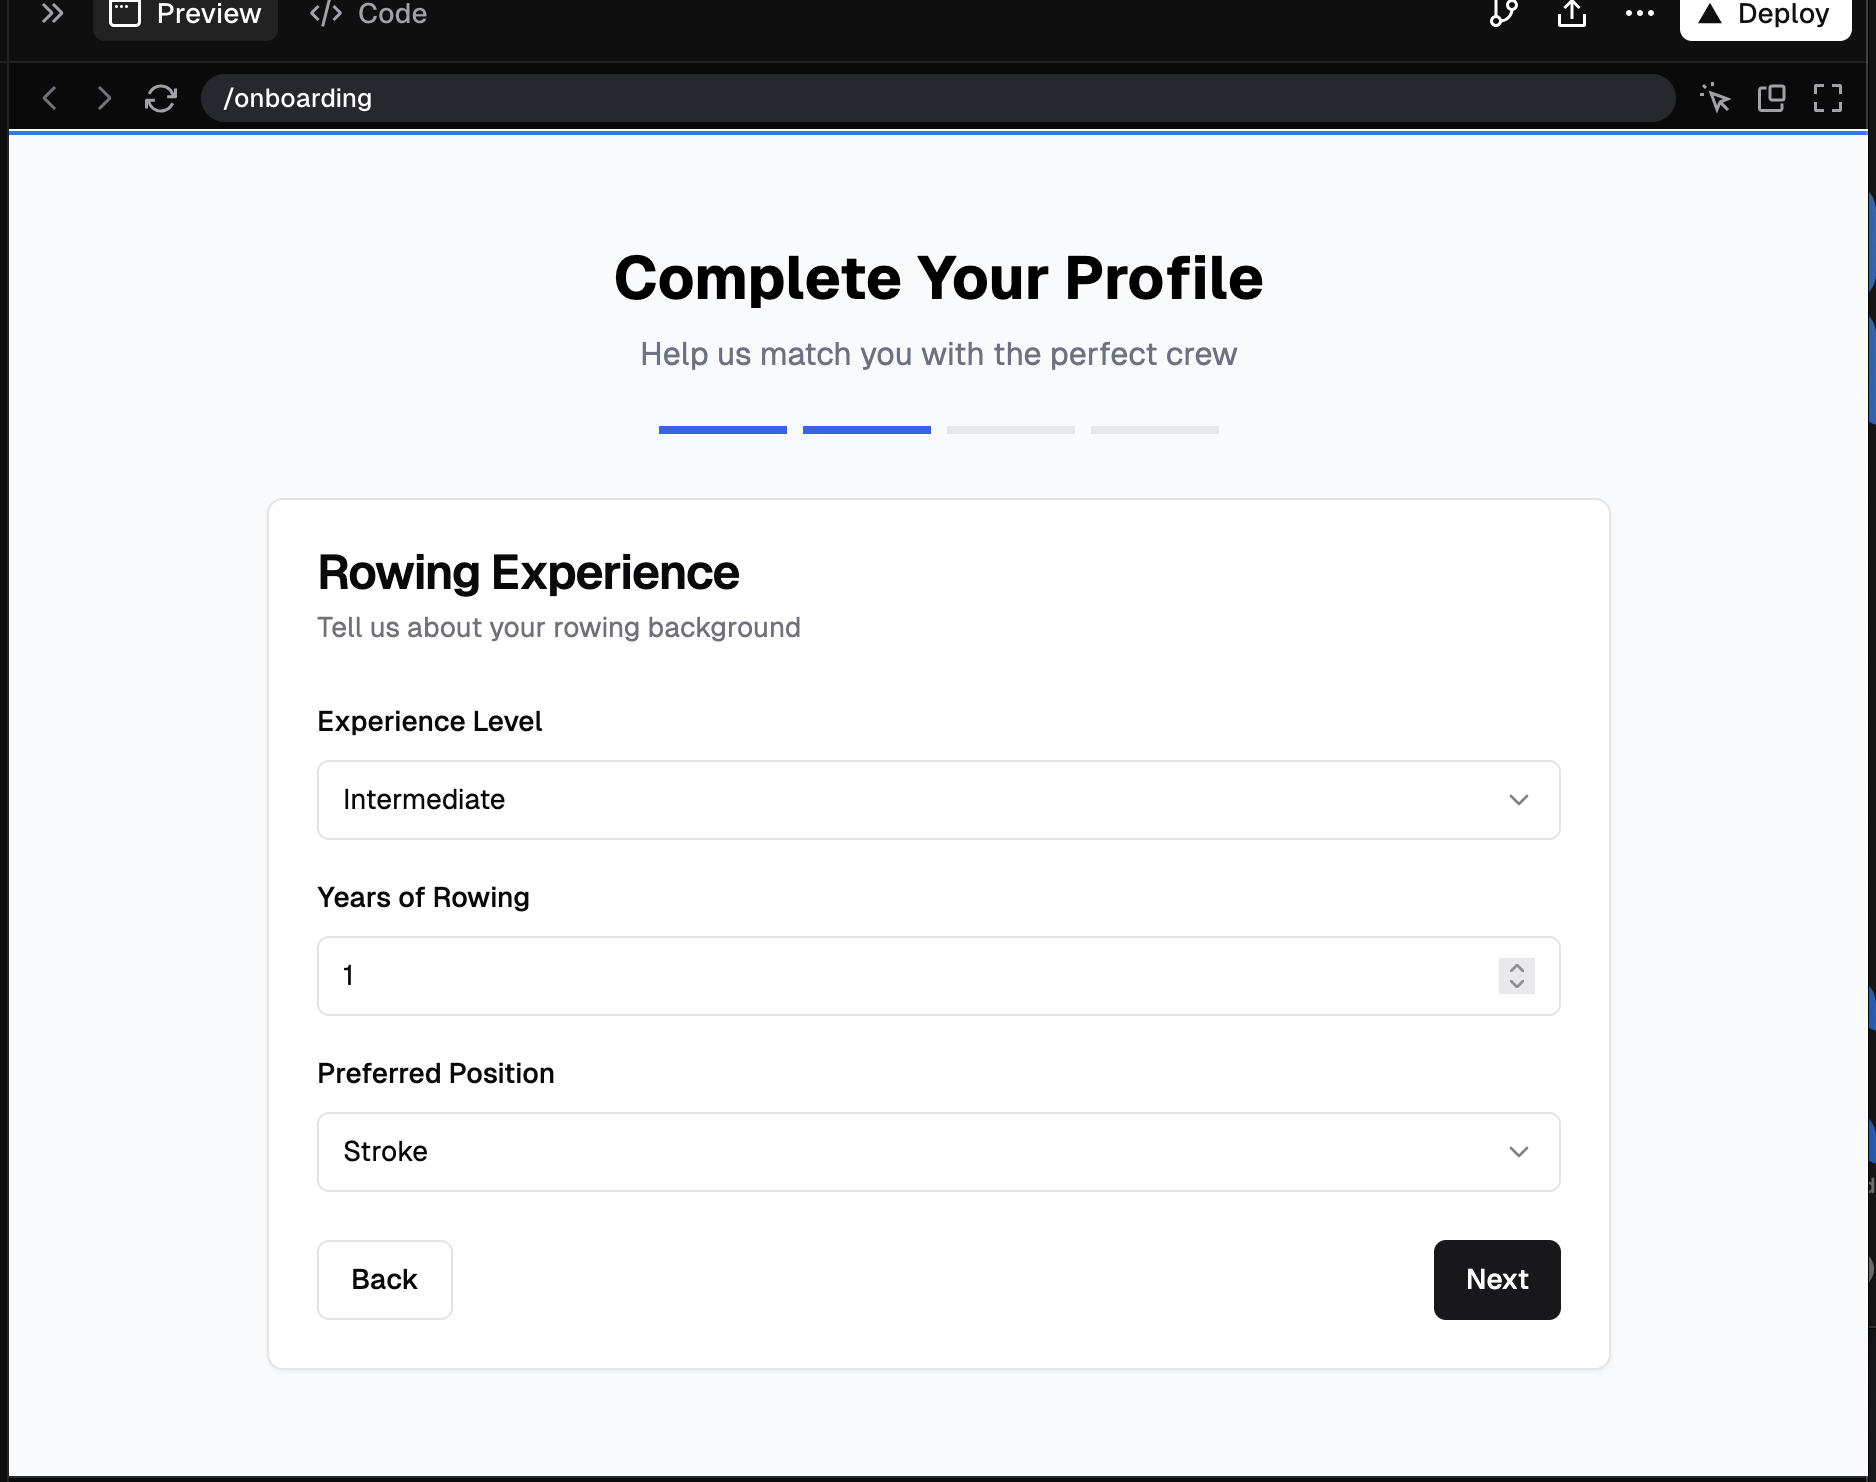 Preview
Code
Deploy
/onboarding
Complete Your Profile
Help us match you with the perfect crew
Rowing Experience
Tell us about your rowing background
Experience Level
Intermediate
Years of Rowing
1
Preferred Position
Stroke
Back
Next